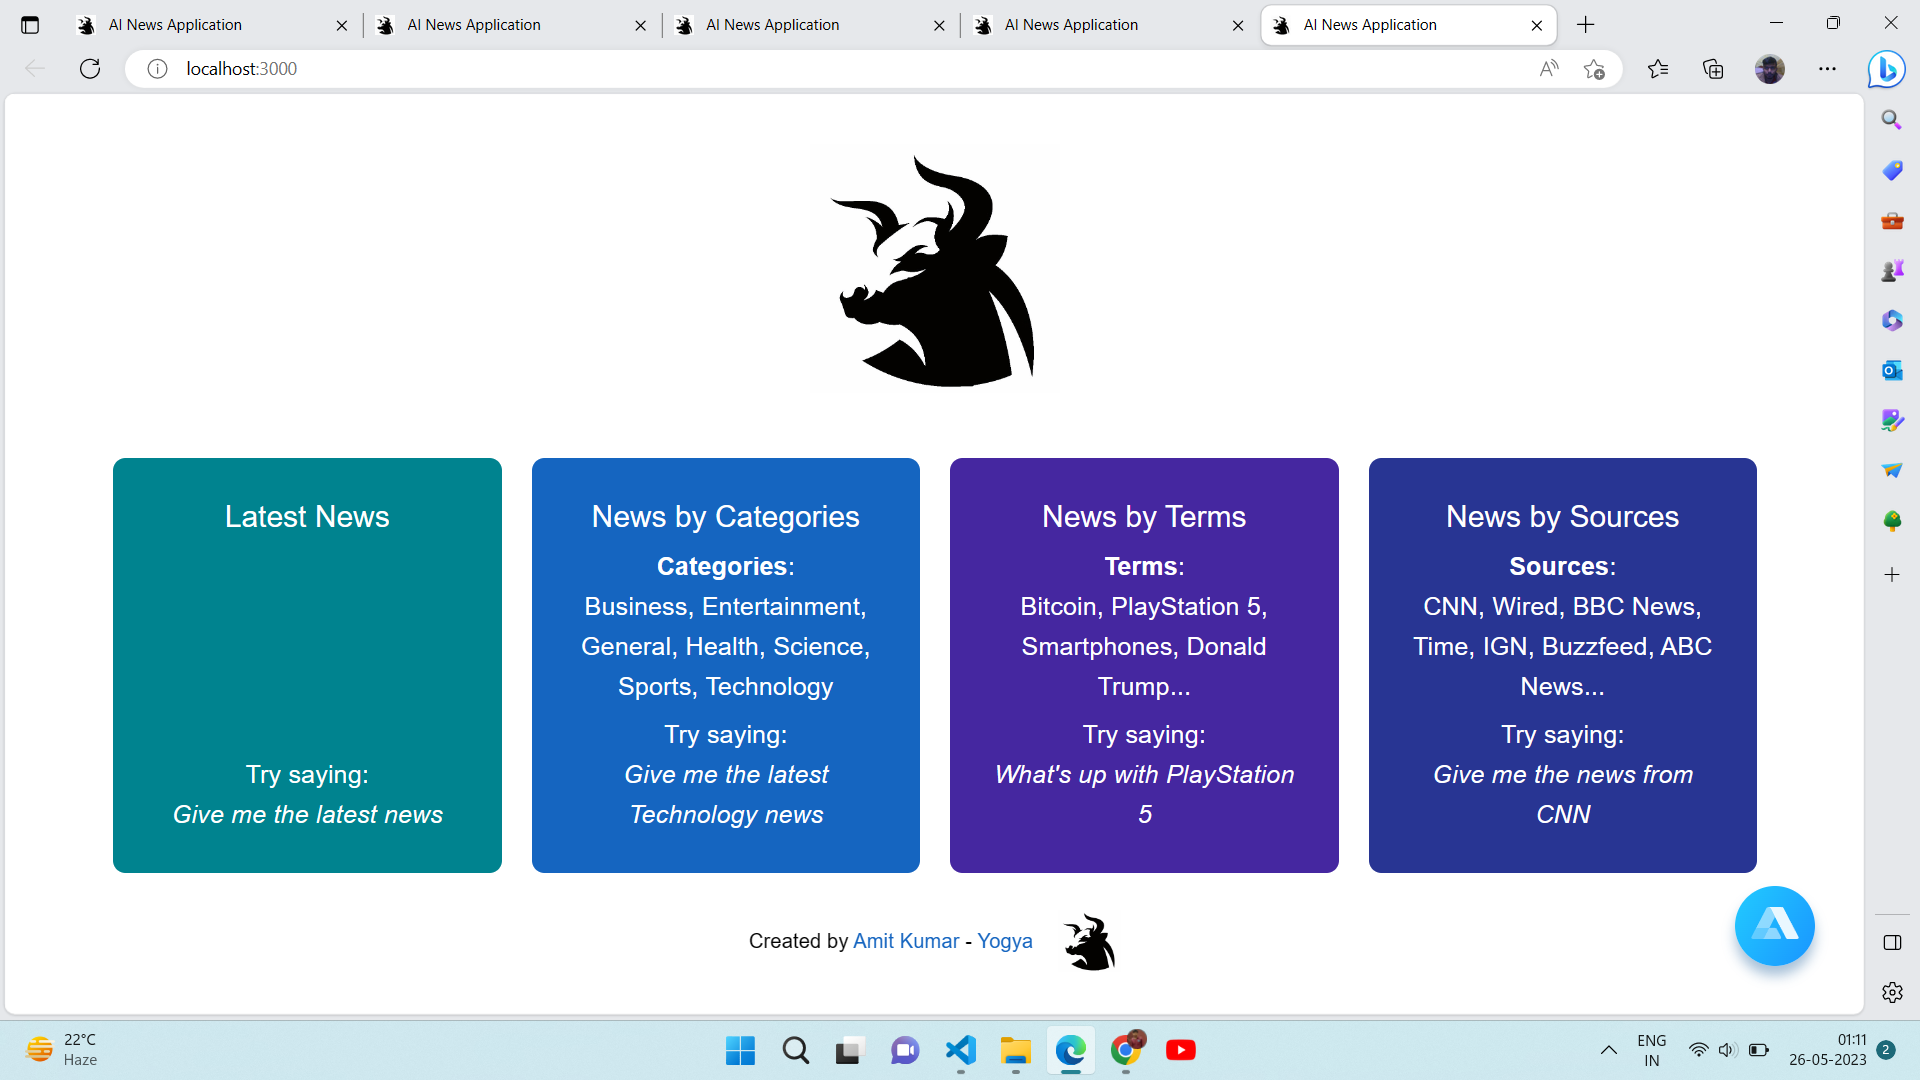 AI News Application
AI News Application
AI News Application
AI News Application
AI News Application
localhost:3000
Latest News
Try saying:
Give me the latest news
News by Categories
Categories:
Business, Entertainment,
General, Health, Science,
Sports, Technology
Try saying:
Give me the latest
Technology news
News by Terms
Terms:
Bitcoin, PlayStation 5,
Smartphones, Donald
Trump...
Try saying:
What's up with PlayStation
5
News by Sources
Sources:
CNN, Wired, BBC News,
Time, IGN, Buzzfeed, ABC
News...
Try saying:
Give me the news from
CNN
Created by Amit Kumar - Yogya
22°C
Haze
ENG
IN
01:11
26-05-2023
2